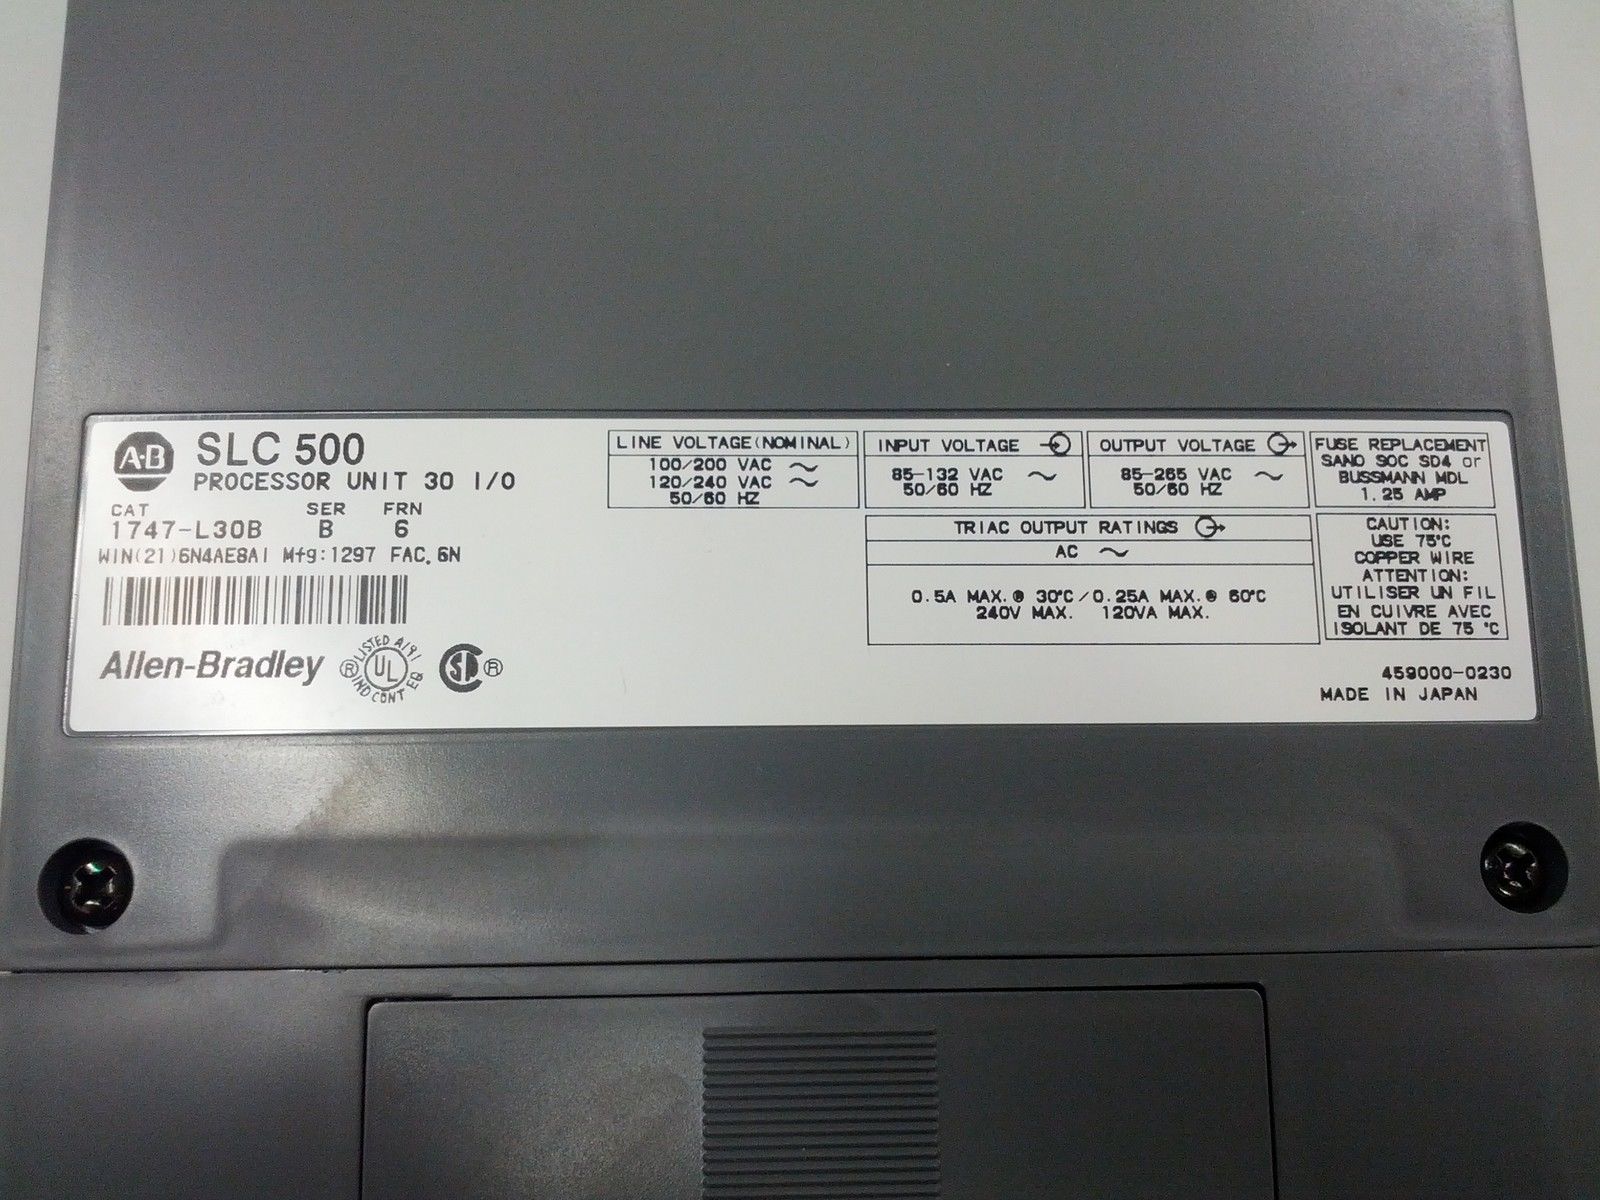 A·B
SLC 500
PROCESSOR UNIT 30 I/O
CAT SER FRN
1747-L30B B 6
WIN(21)6N4AE8A1 Mfg:1297 FAC.6N
Allen-Bradley
® LISTED A191
UL
IND CONT EQ
®
LINE VOLTAGE(NOMINAL)
100/200 VAC ~
120/240 VAC ~
50/60 HZ
INPUT VOLTAGE
85-132 VAC ~
50/60 HZ
OUTPUT VOLTAGE
85-265 VAC ~
50/60 HZ
FUSE REPLACEMENT
SANO SOC SD4 or
BUSSMANN MDL
1.25 AMP
TRIAC OUTPUT RATINGS
AC ~
0.5A MAX.@ 30°C/0.25A MAX.@ 60°C
240V MAX. 120VA MAX.
CAUTION:
USE 75°C
COPPER WIRE
ATTENTION:
UTILISER UN FIL
EN CUIVRE AVEC
ISOLANT DE 75 °C
459000-0230
MADE IN JAPAN